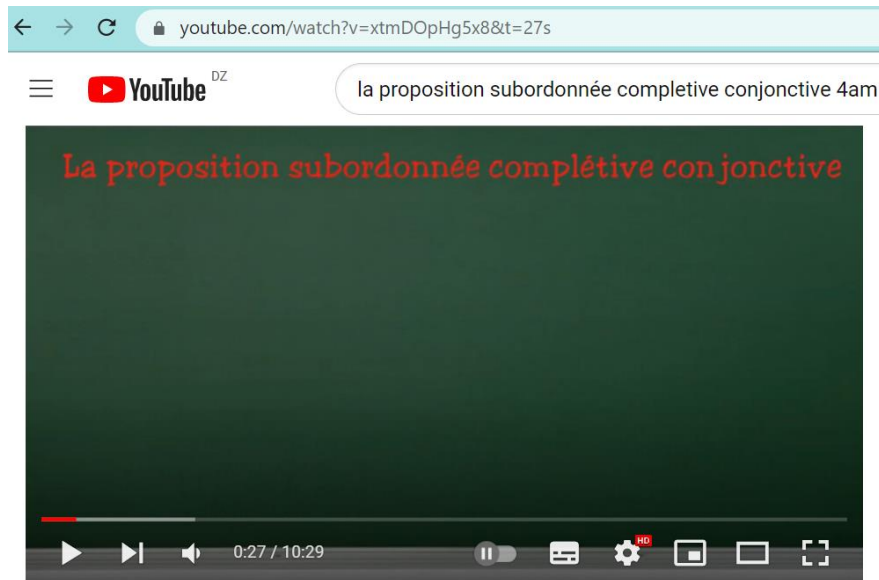 youtube.com/watch?v=xtmDOpHg5x8&t=27s
YouTube DZ
la proposition subordonnée completive conjonctive 4am
La proposition subordonnée complétive conjonctive
0:27 / 10:29
HD